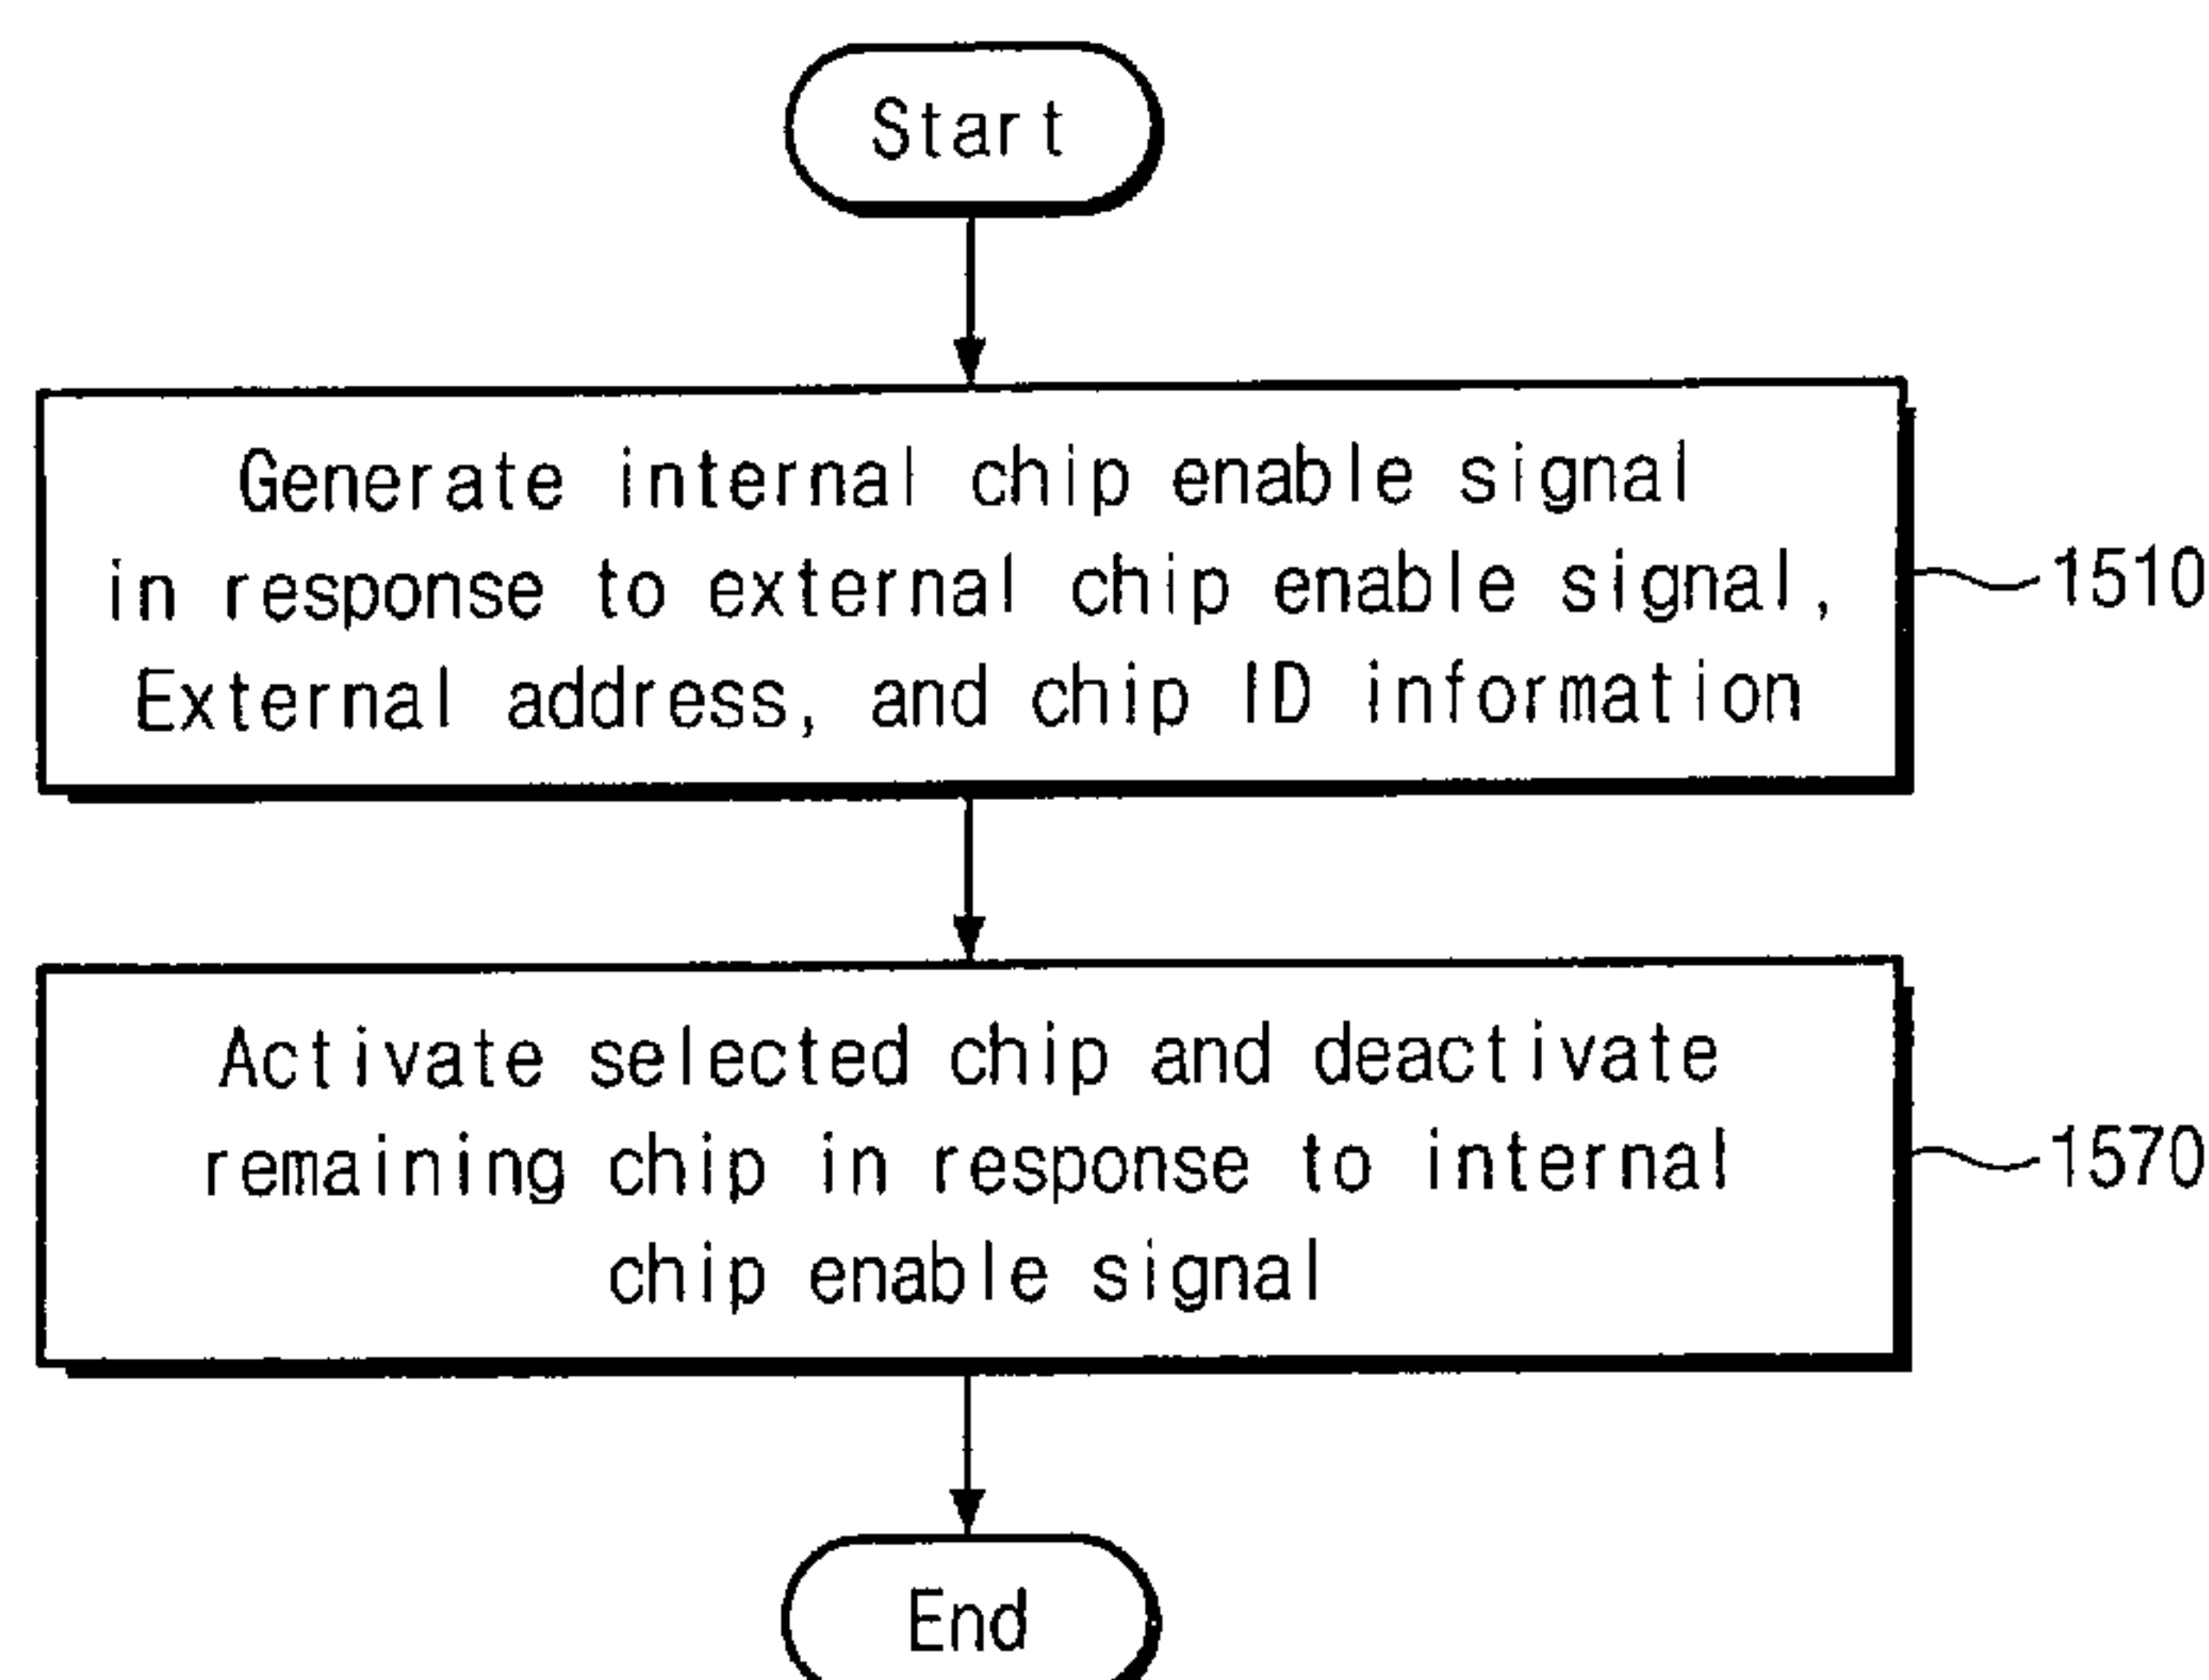 Start
Generate internal chip enable signal
in response to external chip enable signal,
External address, and chip ID information
1510
Activate selected chip and deactivate
remaining chip in response to internal
chip enable signal
1570
End